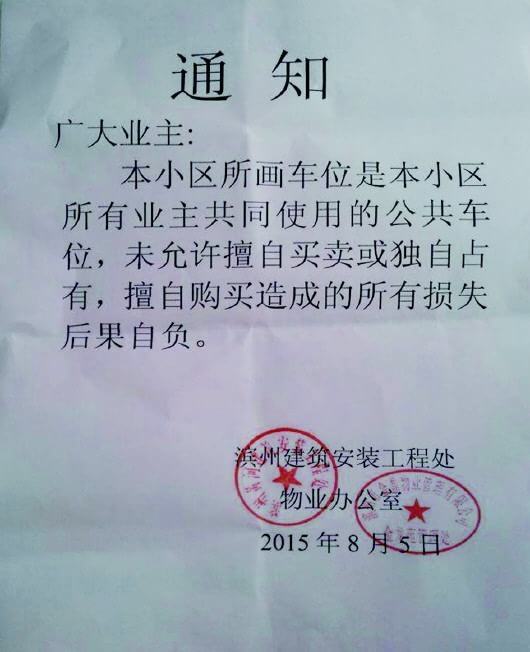 通知
广大业主:
本小区所画车位是本小区
所有业主共同使用的公共车
位，未允许擅自买卖或独自占
有，擅自购买造成的所有损失
后果自负。
滨州建筑安装工程处
物业办公室
2015年8月5日